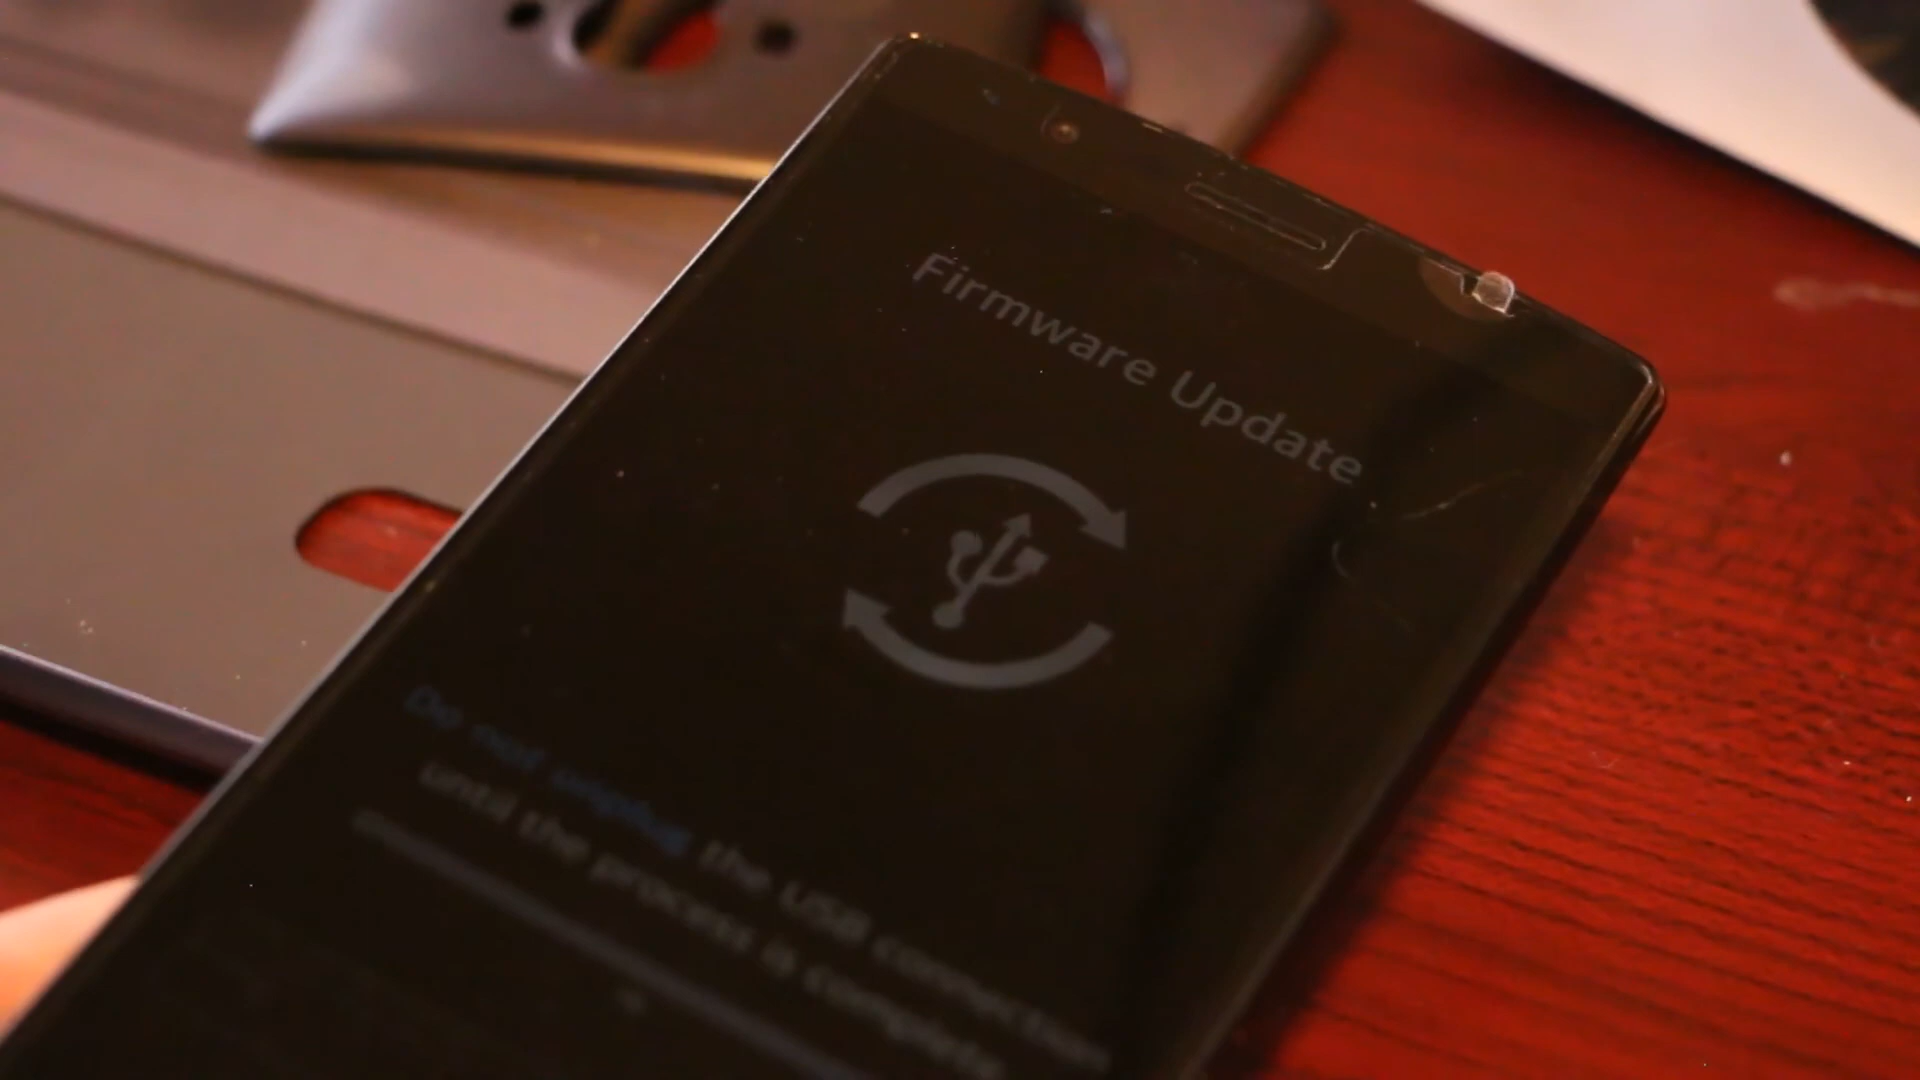 Firmware Update
Do not unplug the USB connection
until the process is complete